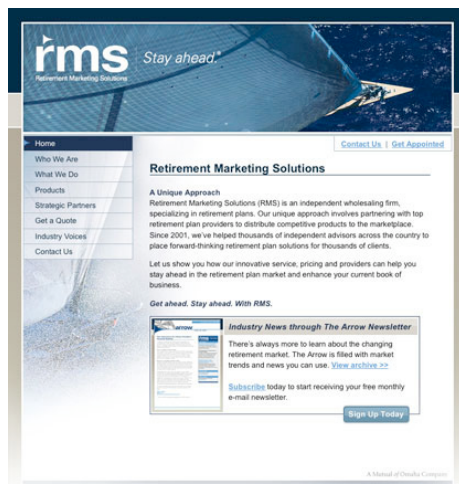 rms
Stay ahead.®
Retirement Marketing Solutions
Home
Who We Are
What We Do
Products
Strategic Partners
Get a Quote
Industry Voices
Contact Us
Contact Us | Get Appointed
Retirement Marketing Solutions
A Unique Approach
Retirement Marketing Solutions (RMS) is an independent wholesaling firm,
specializing in retirement plans. Our unique approach involves partnering with top
retirement plan providers to distribute competitive products to the marketplace.
Since 2001, we've helped thousands of independent advisors across the country to
place forward-thinking retirement plan solutions for thousands of clients.
Let us show you how our innovative service, pricing and providers can help you
stay ahead in the retirement plan market and enhance your current book of
business.
Get ahead. Stay ahead. With RMS.
ARROW
Industry News through The Arrow Newsletter
There's always more to learn about the changing
retirement market. The Arrow is filled with market
trends and news you can use. View archive >>
Subscribe today to start receiving your free monthly
e-mail newsletter.
Sign Up Today
A Mutual of Omaha Company